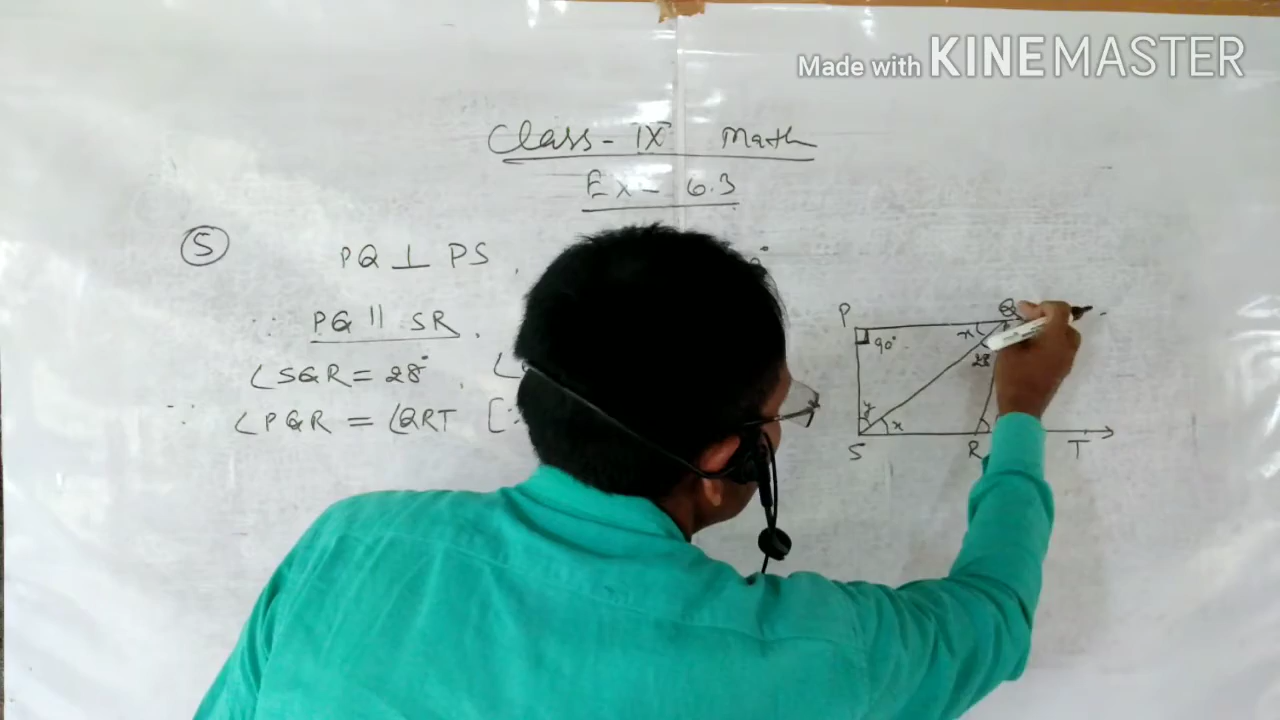 Made with KINEMASTER
Class - IX Math
Ex - 6.3
5 PQ ⊥ PS ,
∵ PQ || SR ,
∠SQR = 28° , ∠
∵ ∠PQR = ∠QRT [∵
P Q
90° x 28
y x
S R T